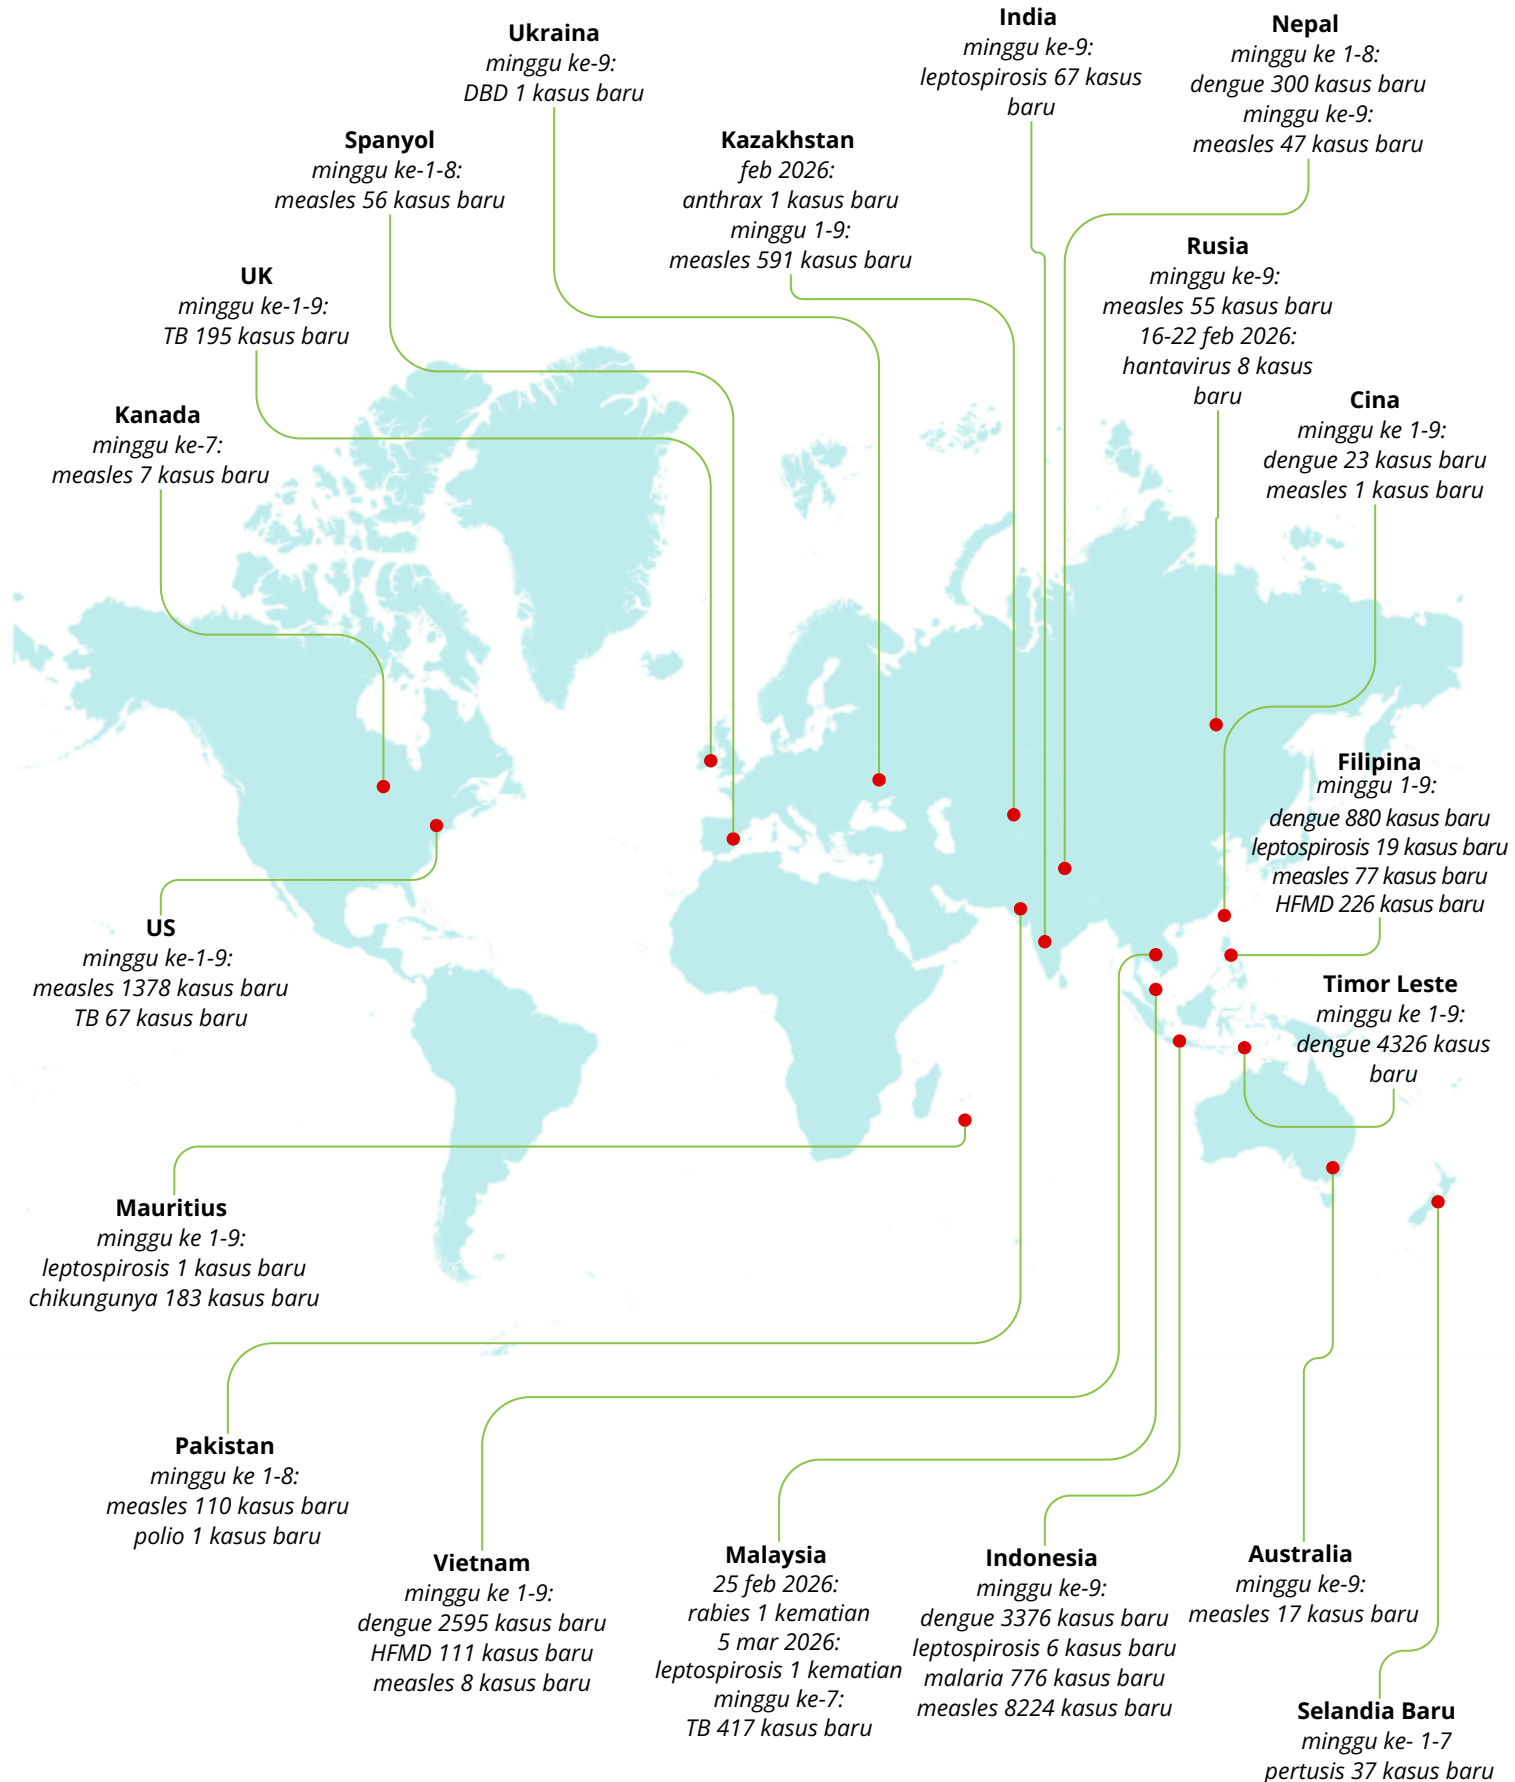 Ukraina
minggu ke-9:
DBD 1 kasus baru
India
minggu ke-9:
leptospirosis 67 kasus
baru
Nepal
minggu ke 1-8:
dengue 300 kasus baru
minggu ke-9:
measles 47 kasus baru
Spanyol
minggu ke-1-8:
measles 56 kasus baru
Kazakhstan
feb 2026:
anthrax 1 kasus baru
minggu 1-9:
measles 591 kasus baru
UK
minggu ke-1-9:
TB 195 kasus baru
Rusia
minggu ke-9:
measles 55 kasus baru
16-22 feb 2026:
hantavirus 8 kasus
baru
Kanada
minggu ke-7:
measles 7 kasus baru
Cina
minggu ke 1-9:
dengue 23 kasus baru
measles 1 kasus baru
Filipina
minggu 1-9:
dengue 880 kasus baru
leptospirosis 19 kasus baru
measles 77 kasus baru
HFMD 226 kasus baru
US
minggu ke-1-9:
measles 1378 kasus baru
TB 67 kasus baru
Timor Leste
minggu ke 1-9:
dengue 4326 kasus
baru
Mauritius
minggu ke 1-9:
leptospirosis 1 kasus baru
chikungunya 183 kasus baru
Pakistan
minggu ke 1-8:
measles 110 kasus baru
polio 1 kasus baru
Vietnam
minggu ke 1-9:
dengue 2595 kasus baru
HFMD 111 kasus baru
measles 8 kasus baru
Malaysia
25 feb 2026:
rabies 1 kematian
5 mar 2026:
leptospirosis 1 kematian
minggu ke-7:
TB 417 kasus baru
Indonesia
minggu ke-9:
dengue 3376 kasus baru
leptospirosis 6 kasus baru
malaria 776 kasus baru
measles 8224 kasus baru
Australia
minggu ke-9:
measles 17 kasus baru
Selandia Baru
minggu ke- 1-7
pertusis 37 kasus baru